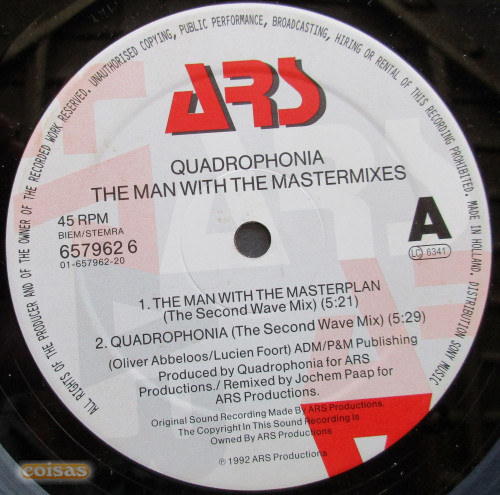 ALL RIGHTS OF THE PRODUCER AND OF THE OWNER OF THE RECORDED WORK RESERVED. UNAUTHORISED COPYING, PUBLIC PERFORMANCE, BROADCASTING, HIRING OR RENTAL OF THIS RECORDING PROHIBITED. MADE IN HOLLAND. DISTRIBUTION SONY MUSIC
ARS
QUADROPHONIA
THE MAN WITH THE MASTERMIXES
45 RPM
BIEM/STEMRA
657962 6
01-657962-20
A
LC 6341
1. THE MAN WITH THE MASTERPLAN
(The Second Wave Mix) (5:21)
2. QUADROPHONIA (The Second Wave Mix) (5:29)
(Oliver Abbeloos/Lucien Foort) ADM/P&M Publishing
Produced by Quadrophonia for ARS
Productions./ Remixed by Jochem Paap for
ARS Productions.
Original Sound Recording Made By ARS Productions.
The Copyright In This Sound Recording is
Owned By ARS Productions.
℗ 1992 ARS Productions
coisas